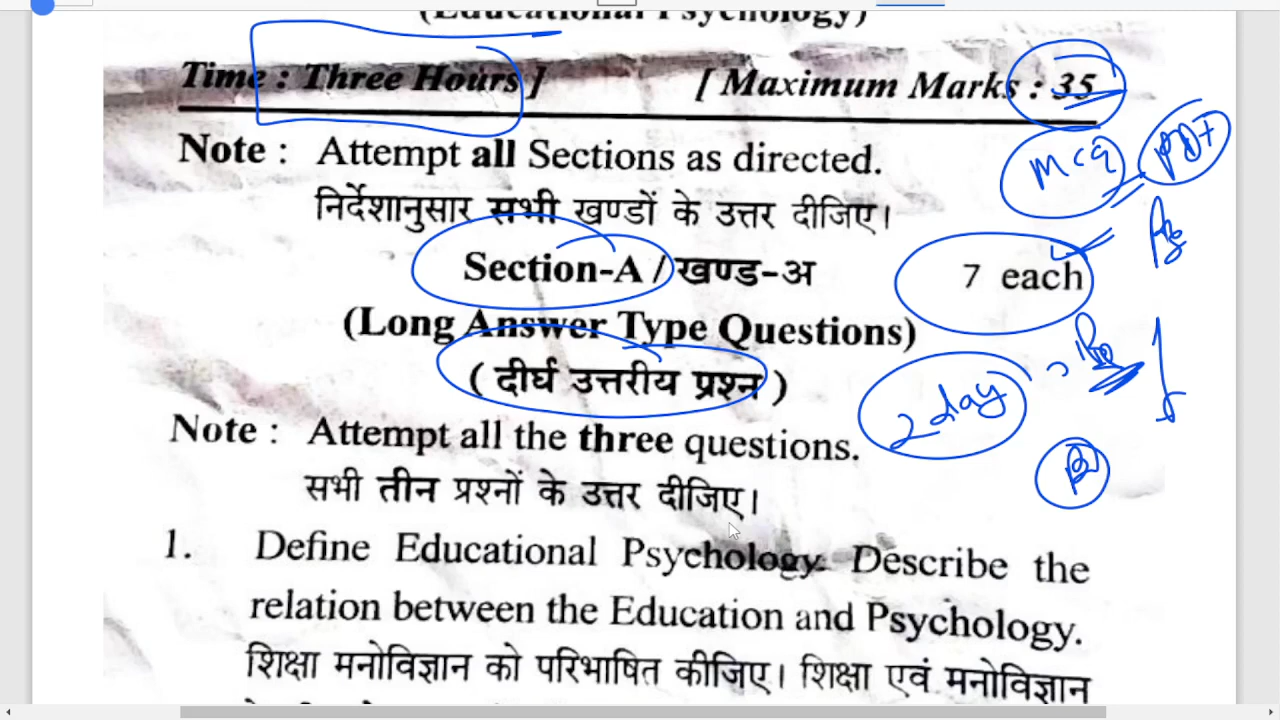 (Educational Psychology)
Time : Three Hours ] [ Maximum Marks : 35
Note : Attempt all Sections as directed.
निर्देशानुसार सभी खण्डों के उत्तर दीजिए।
mcq
Section-A / खण्ड-अ 7 each
(Long Answer Type Questions)
( दीर्घ उत्तरीय प्रश्न )
2 day
Note : Attempt all the three questions.
सभी तीन प्रश्नों के उत्तर दीजिए।
1. Define Educational Psychology. Describe the
relation between the Education and Psychology.
शिक्षा मनोविज्ञान को परिभाषित कीजिए। शिक्षा एवं मनोविज्ञान